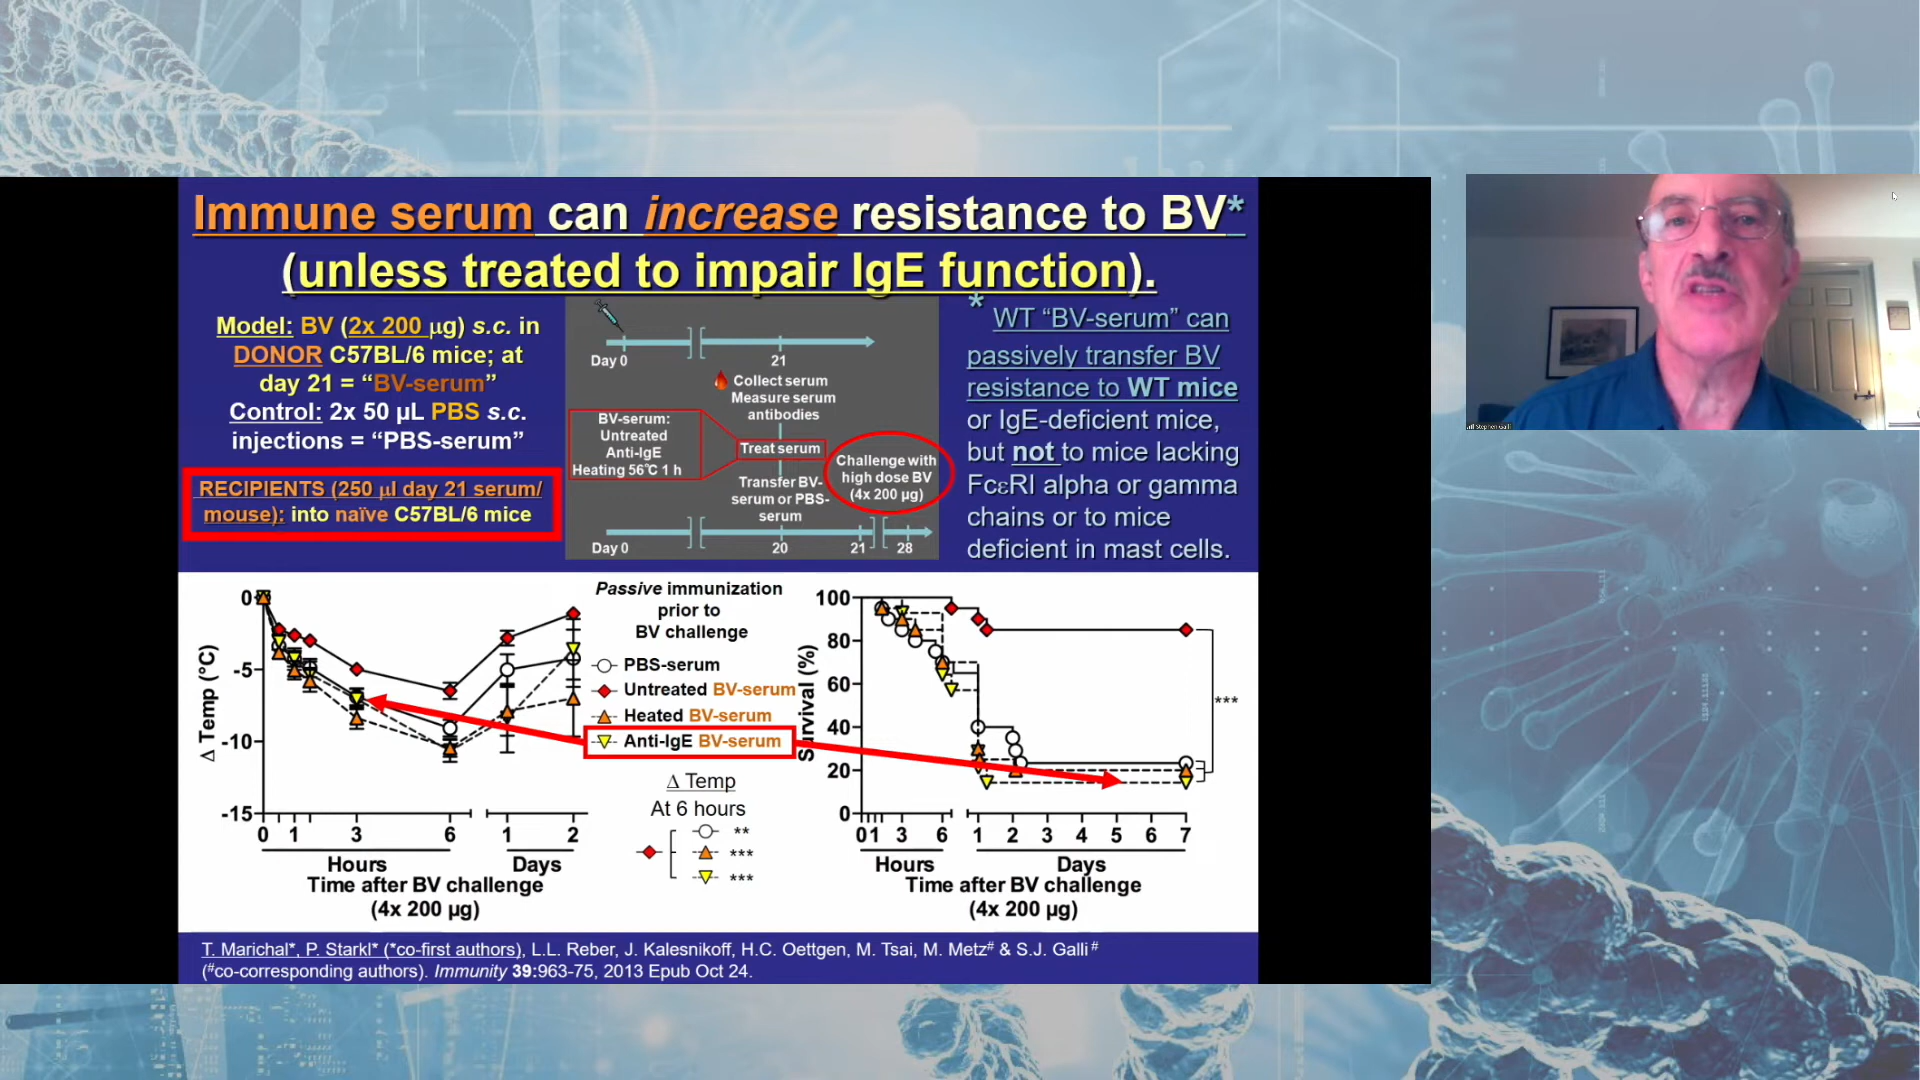 Immune serum can increase resistance to BV*
(unless treated to impair IgE function).
Model: BV (2x 200 μg) s.c. in
DONOR C57BL/6 mice; at
day 21 = “BV-serum”
Control: 2x 50 μL PBS s.c.
injections = “PBS-serum”
RECIPIENTS (250 μl day 21 serum/
mouse): into naïve C57BL/6 mice
Day 0
21
Collect serum
Measure serum
antibodies
BV-serum:
Untreated
Anti-IgE
Heating 56°C 1 h
Treat serum
Challenge with
high dose BV
(4x 200 μg)
Transfer BV-
serum or PBS-
serum
Day 0
20
21
28
* WT “BV-serum” can
passively transfer BV
resistance to WT mice
or IgE-deficient mice,
but not to mice lacking
FcεRI alpha or gamma
chains or to mice
deficient in mast cells.
Δ Temp (°C)
0
-5
-10
-15
0 1 3 6 1 2
Hours Days
Time after BV challenge
(4x 200 μg)
Passive immunization
prior to
BV challenge
PBS-serum
Untreated BV-serum
Heated BV-serum
Anti-IgE BV-serum
Δ Temp
At 6 hours
**
***
***
Survival (%)
100
80
60
40
20
0
***
0 1 3 6 1 2 3 4 5 6 7
Hours Days
Time after BV challenge
(4x 200 μg)
T. Marichal*, P. Starkl* (*co-first authors), L.L. Reber, J. Kalesnikoff, H.C. Oettgen, M. Tsai, M. Metz# & S.J. Galli #
(#co-corresponding authors). Immunity 39:963-75, 2013 Epub Oct 24.
Stephen Galli